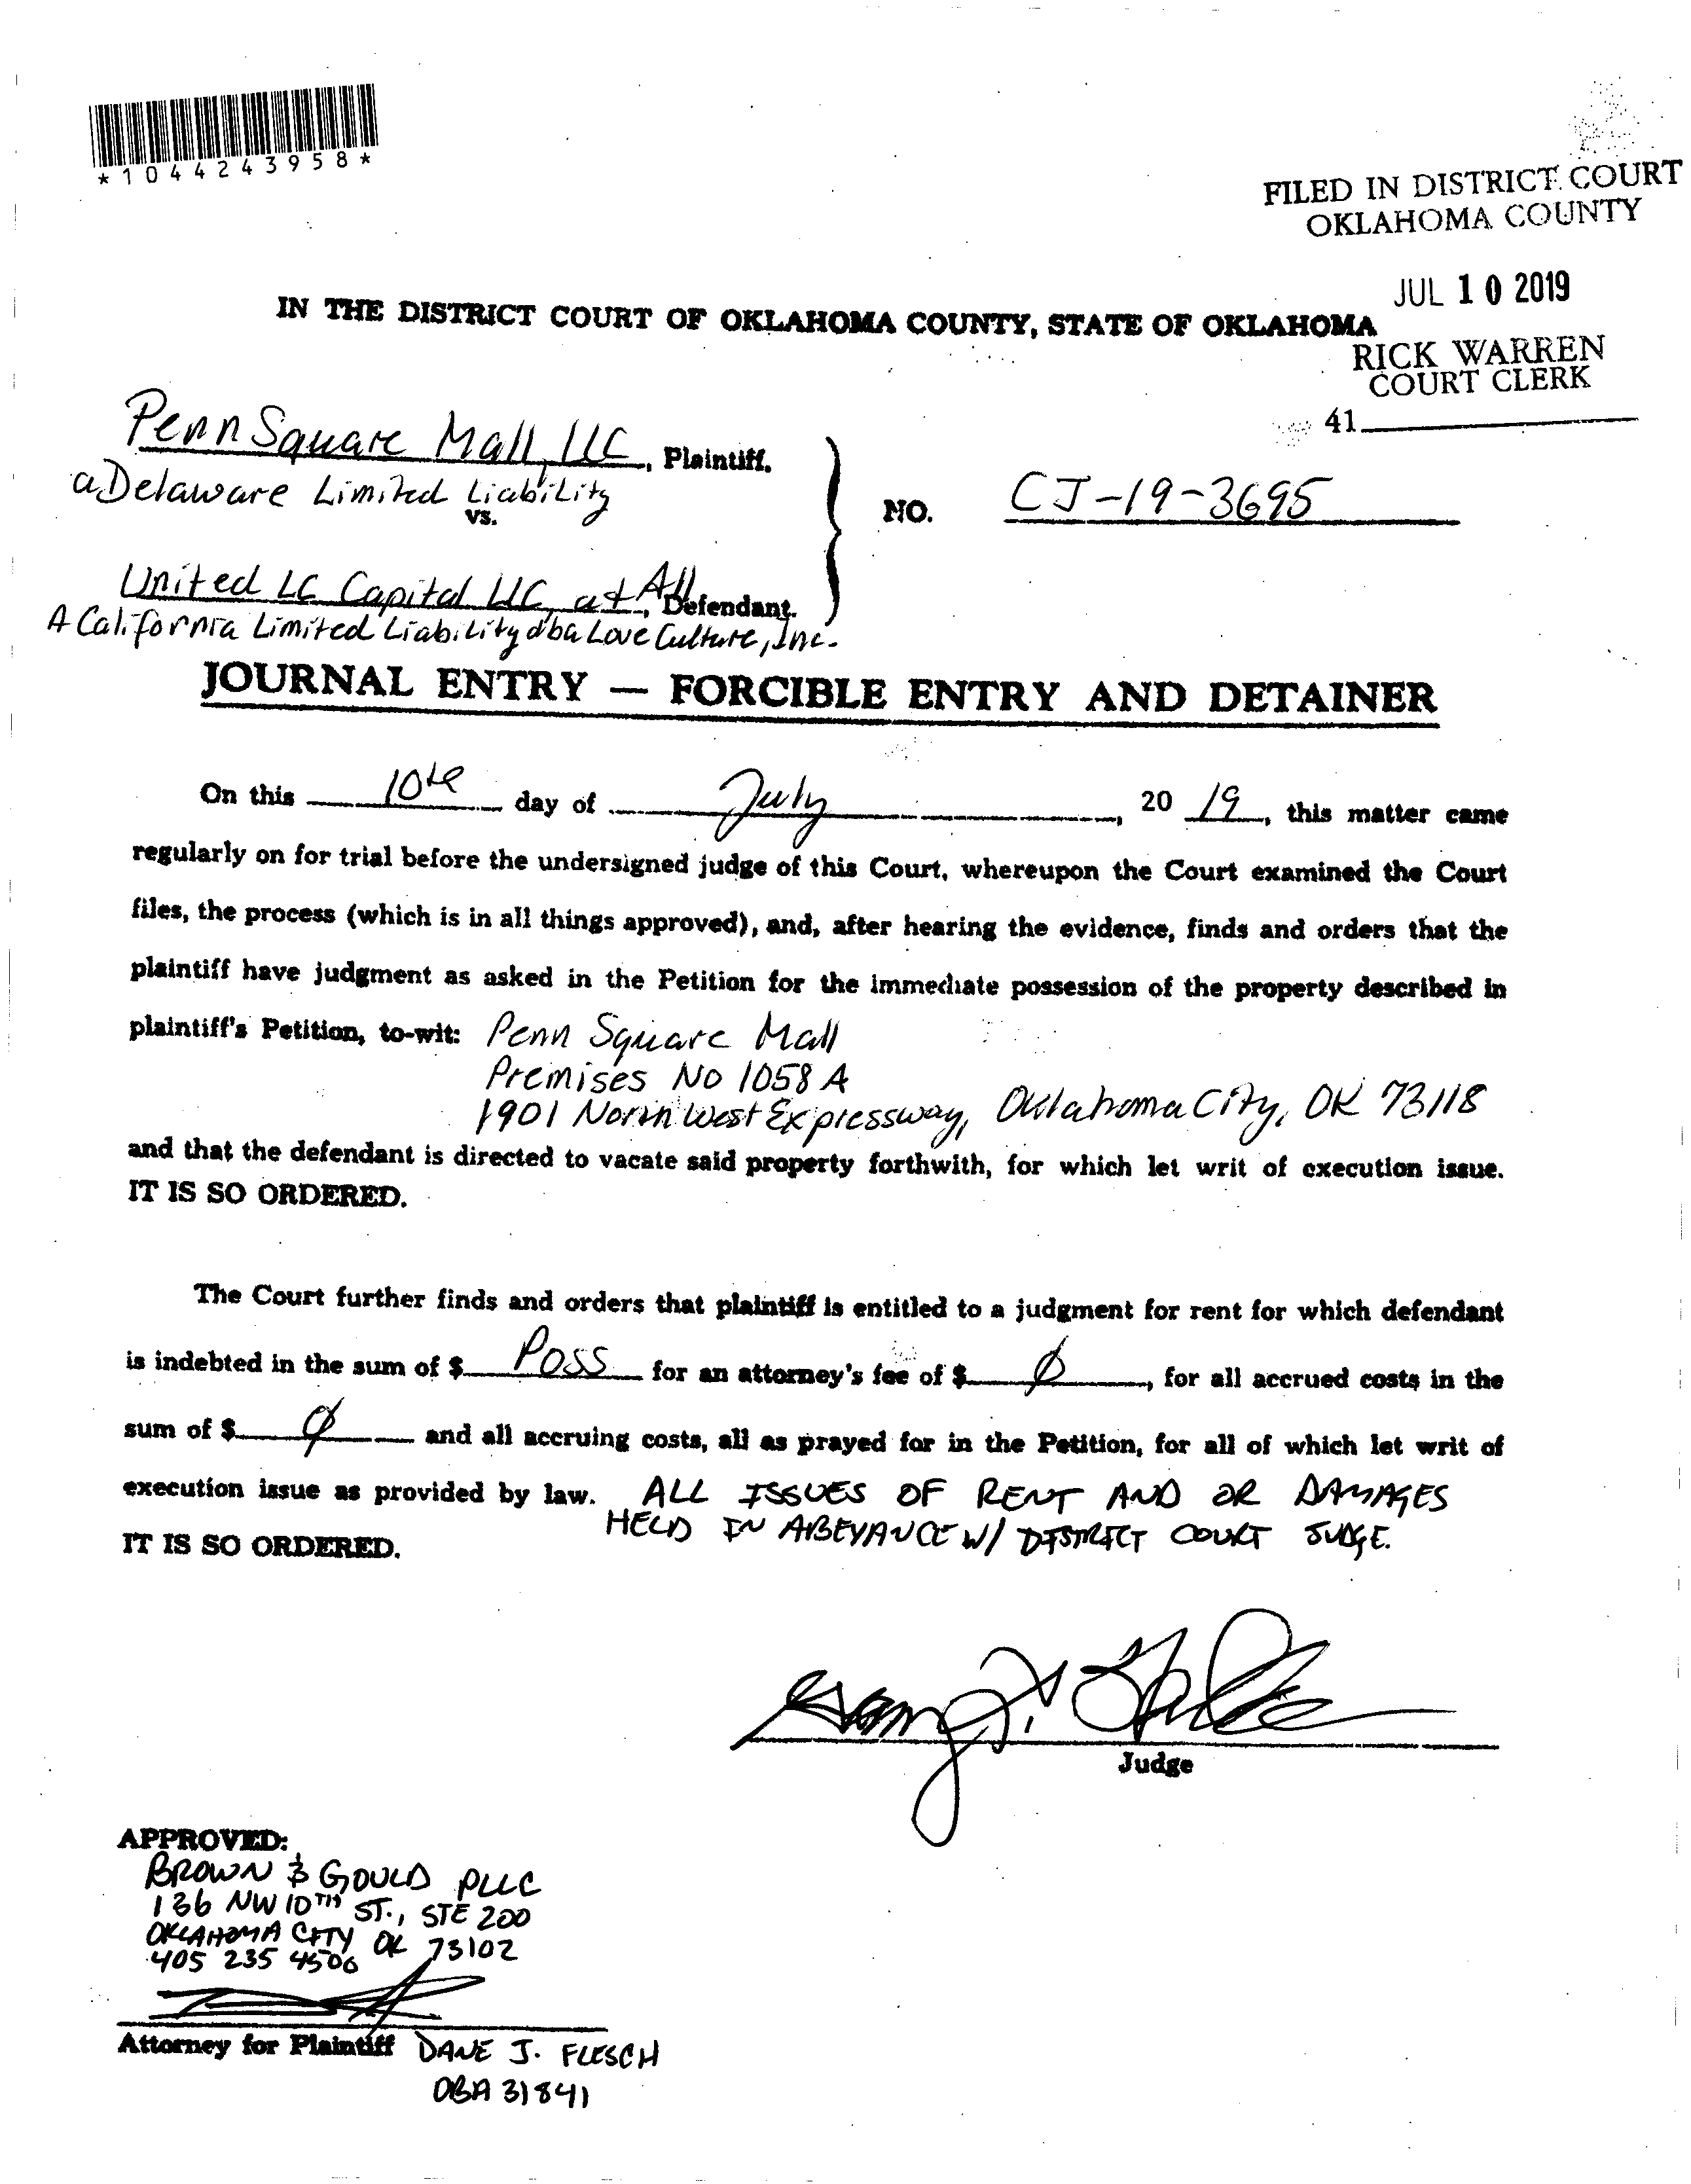 *1044243958*
FILED IN DISTRICT COURT
OKLAHOMA COUNTY
JUL 10 2019
IN THE DISTRICT COURT OF OKLAHOMA COUNTY, STATE OF OKLAHOMA
RICK WARREN
COURT CLERK
41
Penn Square Mall, LLC, Plaintiff,
a Delaware Limited Liability
vs.
NO. CJ-19-3695
United LC Capital LLC, et All, Defendant.
A California Limited Liability dba Love Culture, Inc.
JOURNAL ENTRY — FORCIBLE ENTRY AND DETAINER
On this 10th day of July, 20 19, this matter came
regularly on for trial before the undersigned judge of this Court, whereupon the Court examined the Court
files, the process (which is in all things approved), and, after hearing the evidence, finds and orders that the
plaintiff have judgment as asked in the Petition for the immediate possession of the property described in
plaintiff's Petition, to-wit: Penn Square Mall
Premises No 1058 A
1901 North West Expressway, Oklahoma City, OK 73118
and that the defendant is directed to vacate said property forthwith, for which let writ of execution issue.
IT IS SO ORDERED.
The Court further finds and orders that plaintiff is entitled to a judgment for rent for which defendant
is indebted in the sum of $ Poss for an attorney's fee of $ Ø, for all accrued costs in the
sum of $ Ø and all accruing costs, all as prayed for in the Petition, for all of which let writ of
execution issue as provided by law. ALL ISSUES OF RENT AND OR DAMAGES
HELD IN ABEYANCE W/ DISTRICT COURT JUDGE.
IT IS SO ORDERED.
Judge
APPROVED:
BROWN & GOULD PLLC
136 NW 10TH ST., STE 200
OKLAHOMA CITY OK 73102
405 235 4500
Attorney for Plaintiff DANE J. FLESCH
OBA 31841